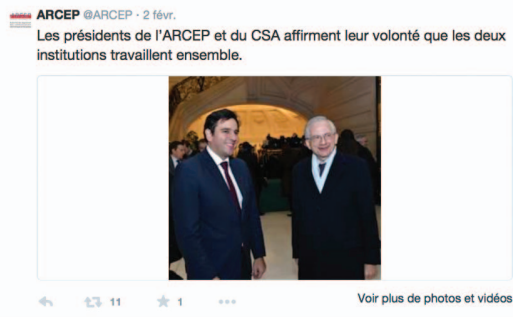 ARCEP @ARCEP · 2 févr.
Les présidents de l'ARCEP et du CSA affirment leur volonté que les deux
institutions travaillent ensemble.
11 1 Voir plus de photos et vidéos